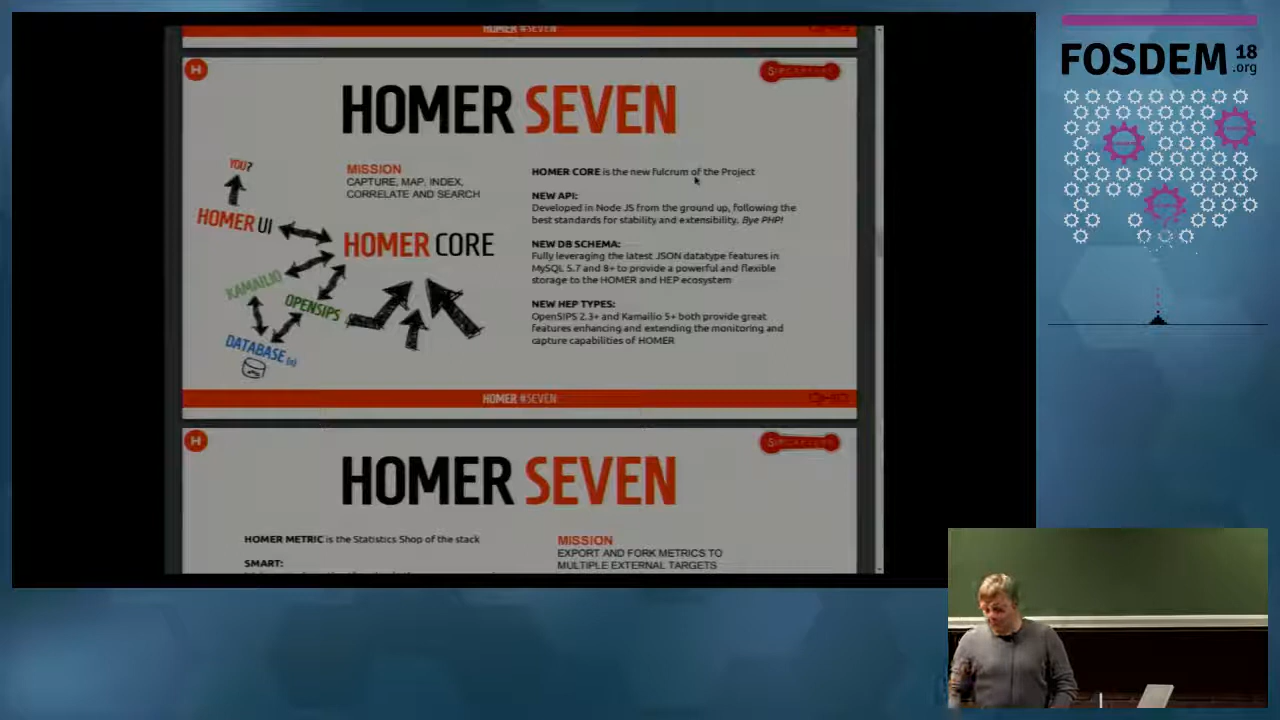 HOMER #SEVEN
H
SIPCAPTURE
HOMER SEVEN
YOU?
HOMER UI
KAMAILIO
OPENSIPS
DATABASE (s)
MISSION
CAPTURE, MAP, INDEX,
CORRELATE AND SEARCH
HOMER CORE
HOMER CORE is the new fulcrum of the Project
NEW API:
Developed in Node JS from the ground up, following the
best standards for stability and extensibility. Bye PHP!
NEW DB SCHEMA:
Fully leveraging the latest JSON datatype features in
MySQL 5.7 and 8+ to provide a powerful and flexible
storage to the HOMER and HEP ecosystem
NEW HEP TYPES:
OpenSIPS 2.3+ and Kamailio 5+ both provide great
features enhancing and extending the monitoring and
capture capabilities of HOMER
HOMER #SEVEN
H
SIPCAPTURE
HOMER SEVEN
HOMER METRIC is the Statistics Shop of the stack
SMART:
MISSION
EXPORT AND FORK METRICS TO
MULTIPLE EXTERNAL TARGETS
FOSDEM 18
.org